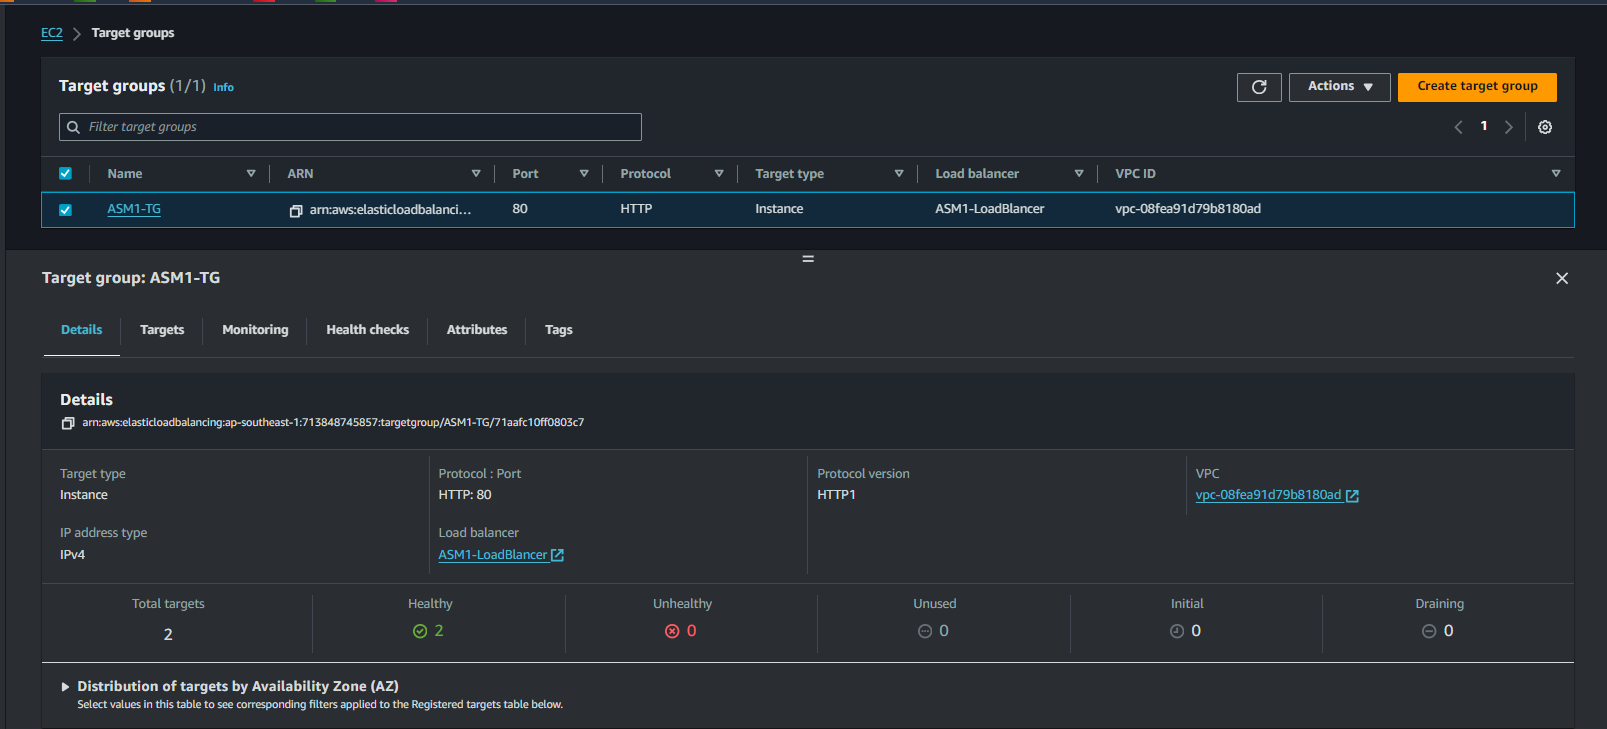 EC2 > Target groups
Target groups (1/1) Info
Actions
Create target group
Filter target groups
1
Name ARN Port Protocol Target type Load balancer VPC ID
ASM1-TG arn:aws:elasticloadbalanci... 80 HTTP Instance ASM1-LoadBlancer vpc-08fea91d79b8180ad
Target group: ASM1-TG
Details Targets Monitoring Health checks Attributes Tags
Details
arn:aws:elasticloadbalancing:ap-southeast-1:713848745857:targetgroup/ASM1-TG/71aafc10ff0803c7
Target type Protocol : Port Protocol version VPC
Instance HTTP: 80 HTTP1 vpc-08fea91d79b8180ad
IP address type Load balancer
IPv4 ASM1-LoadBlancer
Total targets Healthy Unhealthy Unused Initial Draining
2 2 0 0 0 0
Distribution of targets by Availability Zone (AZ)
Select values in this table to see corresponding filters applied to the Registered targets table below.